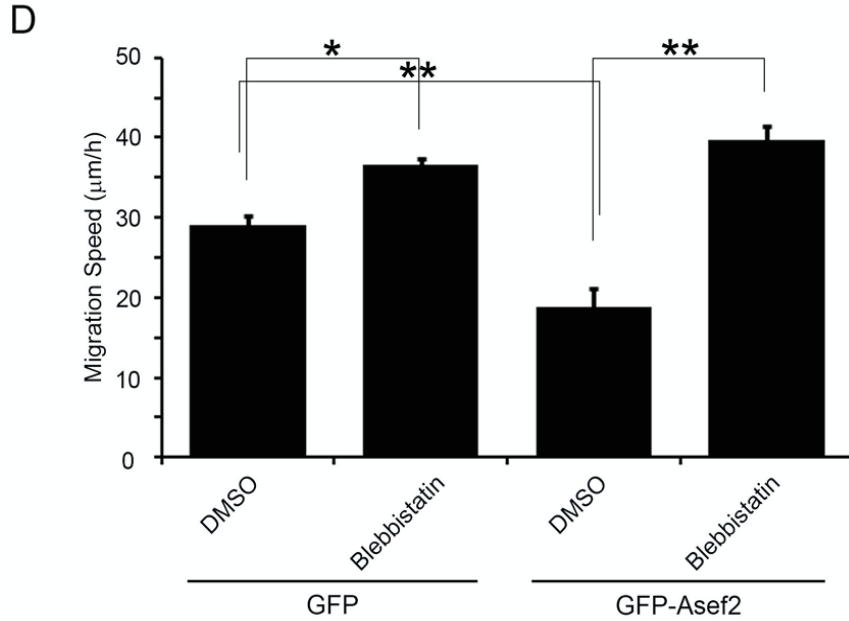 D
*
**
**
Migration Speed (μm/h)
50
40
30
20
10
0
DMSO
Blebbistatin
DMSO
Blebbistatin
GFP
GFP-Asef2